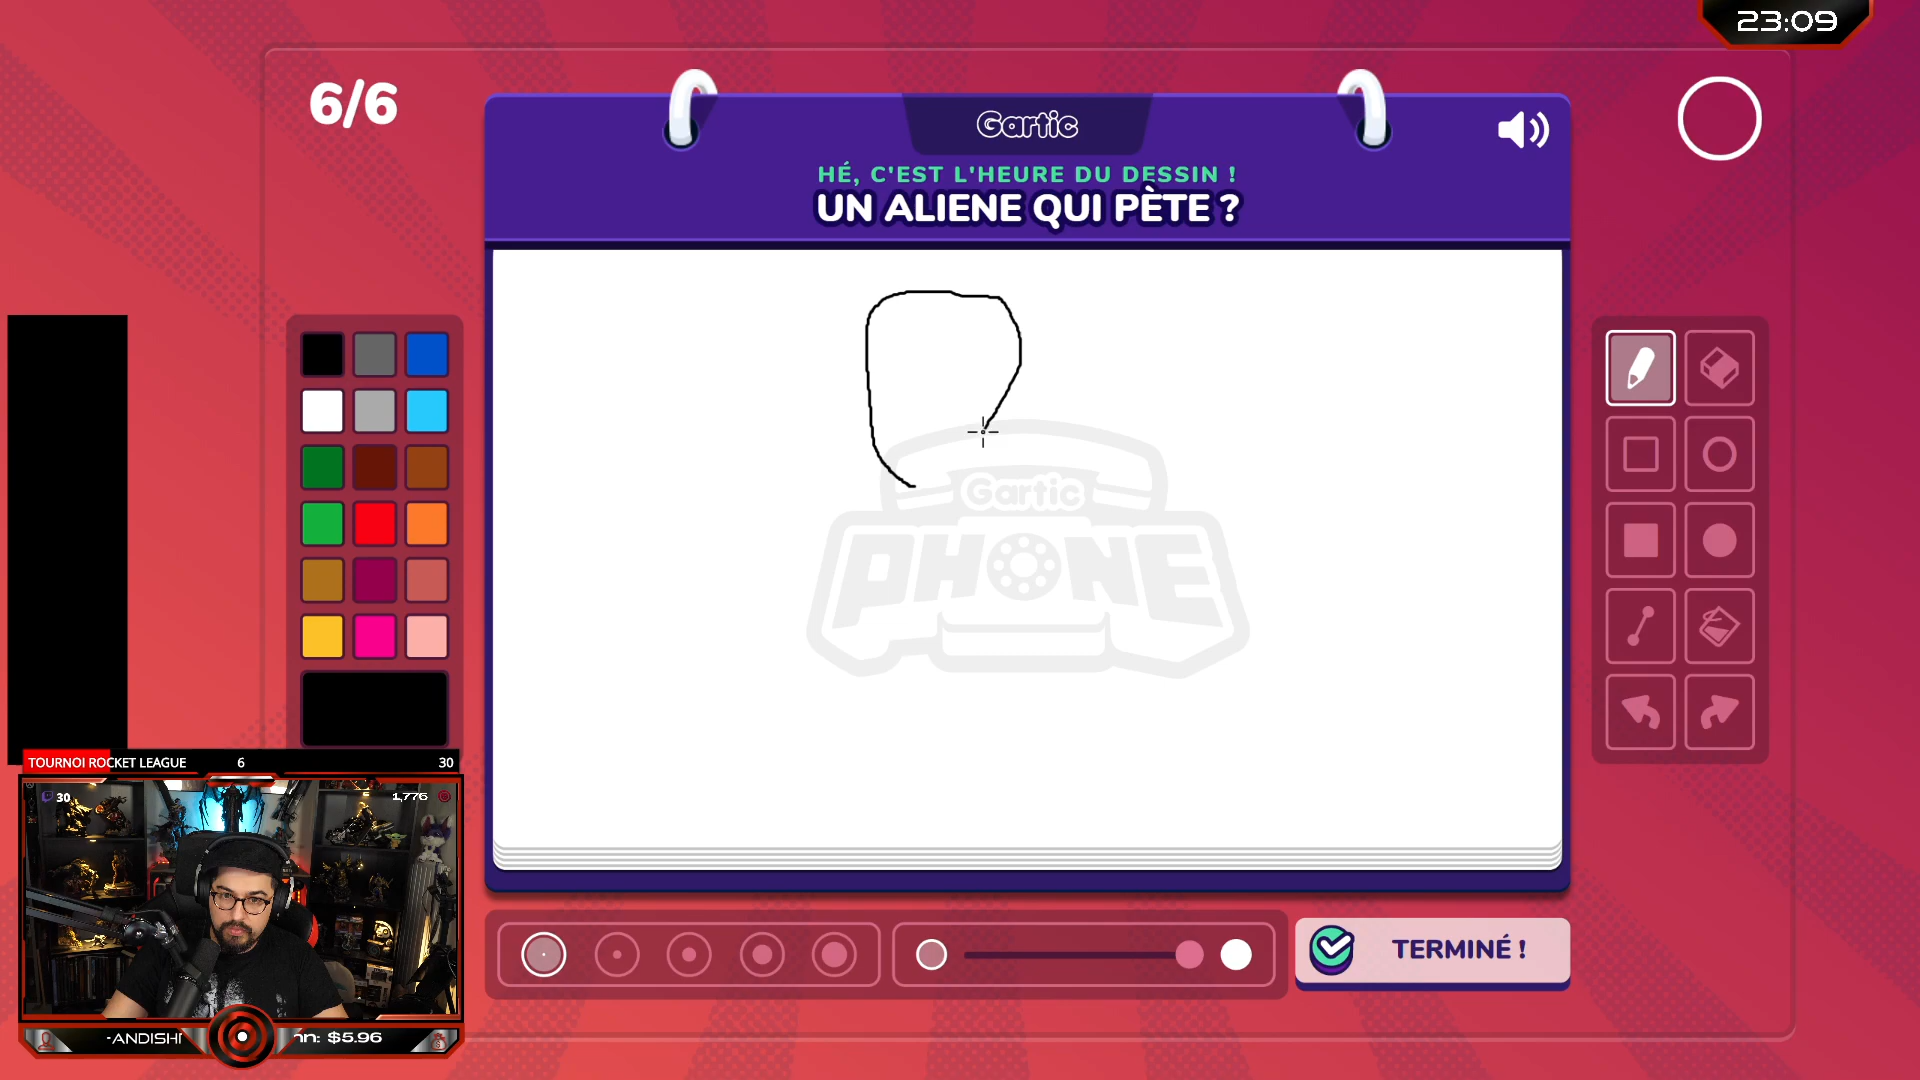 23:09
6/6
Gartic
HÉ, C'EST L'HEURE DU DESSIN !
UN ALIENE QUI PÈTE ?
Gartic
PHONE
TOURNOI ROCKET LEAGUE 6 30
30 1,776
TERMINÉ !
-ANDISHI nn: $5.96